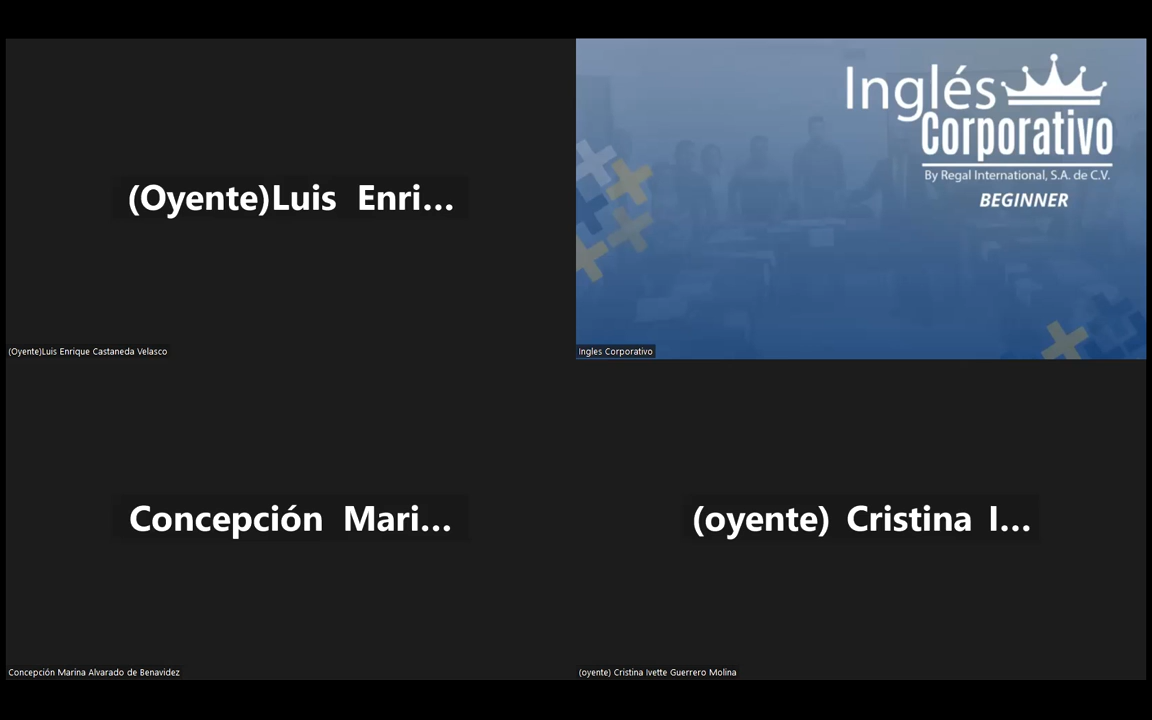 (Oyente)Luis Enri...
(Oyente)Luis Enrique Castaneda Velasco
Inglés
Corporativo
By Regal International, S.A. de C.V.
BEGINNER
Ingles Corporativo
Concepción Mari...
Concepción Marina Alvarado de Benavidez
(oyente) Cristina I...
(oyente) Cristina Ivette Guerrero Molina